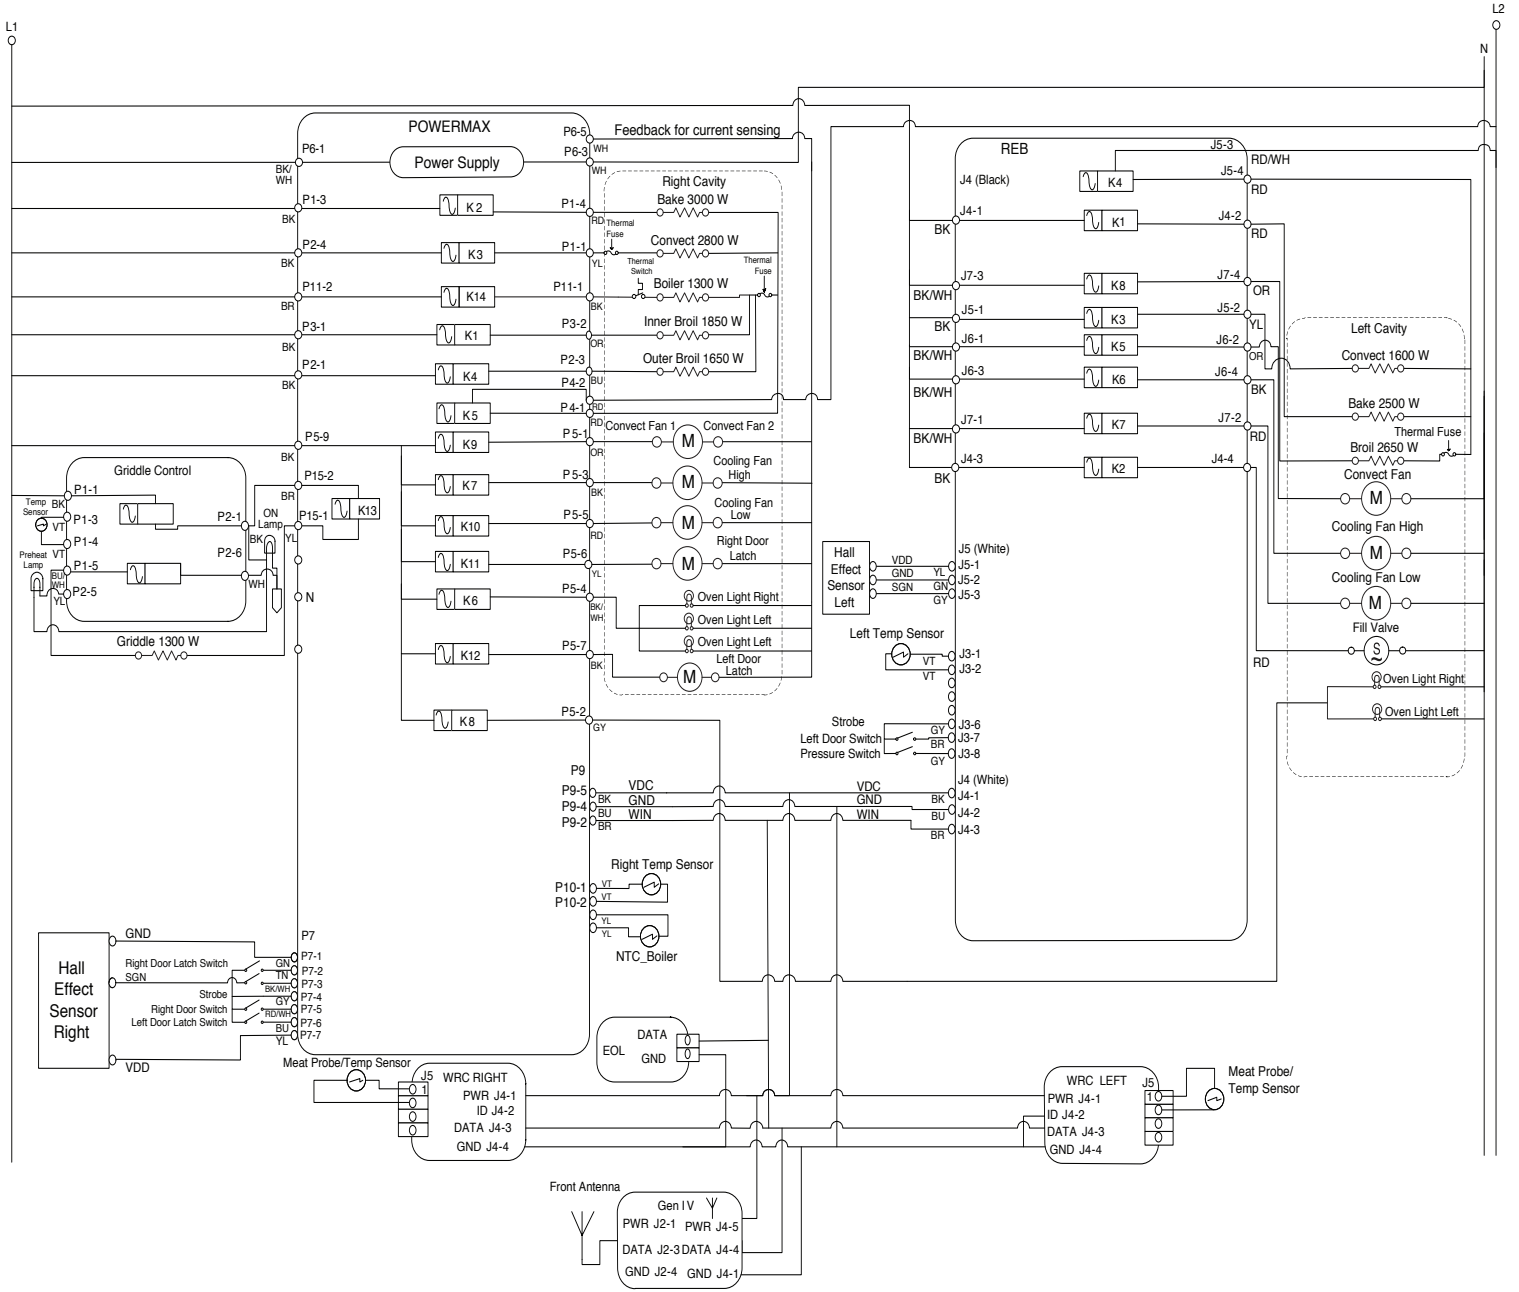 L1
L2
N
POWERMAX
P6-5
Feedback for current sensing
WH
P6-1
BK/
WH
Power Supply
P6-3
WH
P1-3
BK
K2
P1-4
RD
P2-4
BK
K3
P1-1
YL
P11-2
BR
K14
P11-1
BK
P3-1
BK
K1
P3-2
OR
P2-1
BK
K4
P2-3
BU
P4-2
RD
K5
P4-1
RD
P5-9
BK
K9
P5-1
OR
K7
P5-3
BK
K10
P5-5
RD
K11
P5-6
YL
K6
P5-4
BK/
WH
K12
P5-7
BK
K8
P5-2
GY
Right Cavity
Bake 3000 W
Thermal
Fuse
Convect 2800 W
Thermal
Switch
Thermal
Fuse
Boiler 1300 W
Inner Broil 1850 W
Outer Broil 1650 W
Convect Fan 1
M
Convect Fan 2
Cooling Fan
High
M
Cooling Fan
Low
M
Right Door
Latch
M
Oven Light Right
Oven Light Left
Oven Light Left
Left Door
Latch
M
Griddle Control
P1-1
BK
Temp
Sensor
P1-3
VT
P1-4
VT
Preheat
Lamp
P1-5
BU/
WH
P2-5
YL
P2-1
BK
P2-6
WH
ON
Lamp
P15-2
BR
P15-1
YL
K13
N
Griddle 1300 W
P9
P9-5
BK
VDC
P9-4
BU
GND
P9-2
BR
WIN
Right Temp Sensor
P10-1
VT
P10-2
VT
YL
YL
NTC_Boiler
Hall
Effect
Sensor
Right
GND
SGN
VDD
Right Door Latch Switch
Strobe
Right Door Switch
Left Door Latch Switch
P7
P7-1
GN
P7-2
TN
P7-3
BK/WH
P7-4
GY
P7-5
RD/WH
P7-6
BU
P7-7
YL
REB
J5-3
RD/WH
J4 (Black)
K4
J5-4
RD
J4-1
BK
K1
J4-2
RD
J7-3
BK/WH
K8
J7-4
OR
J5-1
BK
K3
J5-2
YL
J6-1
BK/WH
K5
J6-2
OR
J6-3
BK/WH
K6
J6-4
BK
J7-1
BK/WH
K7
J7-2
RD
J4-3
BK
K2
J4-4
RD
Left Cavity
Convect 1600 W
Bake 2500 W
Thermal Fuse
Broil 2650 W
Convect Fan
M
Cooling Fan High
M
Cooling Fan Low
M
Fill Valve
S
Oven Light Right
Oven Light Left
Hall
Effect
Sensor
Left
J5 (White)
VDD
YL
J5-1
GND
GN
J5-2
SGN
GY
J5-3
Left Temp Sensor
VT
J3-1
VT
J3-2
Strobe
GY
J3-6
Left Door Switch
BR
J3-7
Pressure Switch
GY
J3-8
J4 (White)
VDC
BK
J4-1
GND
BU
J4-2
WIN
BR
J4-3
EOL
DATA
GND
Meat Probe/Temp Sensor
J5
1
WRC RIGHT
PWR J4-1
ID J4-2
DATA J4-3
GND J4-4
WRC LEFT
J5
1
PWR J4-1
ID J4-2
DATA J4-3
GND J4-4
Meat Probe/
Temp Sensor
Front Antenna
Gen I V
PWR J2-1
PWR J4-5
DATA J2-3
DATA J4-4
GND J2-4
GND J4-1